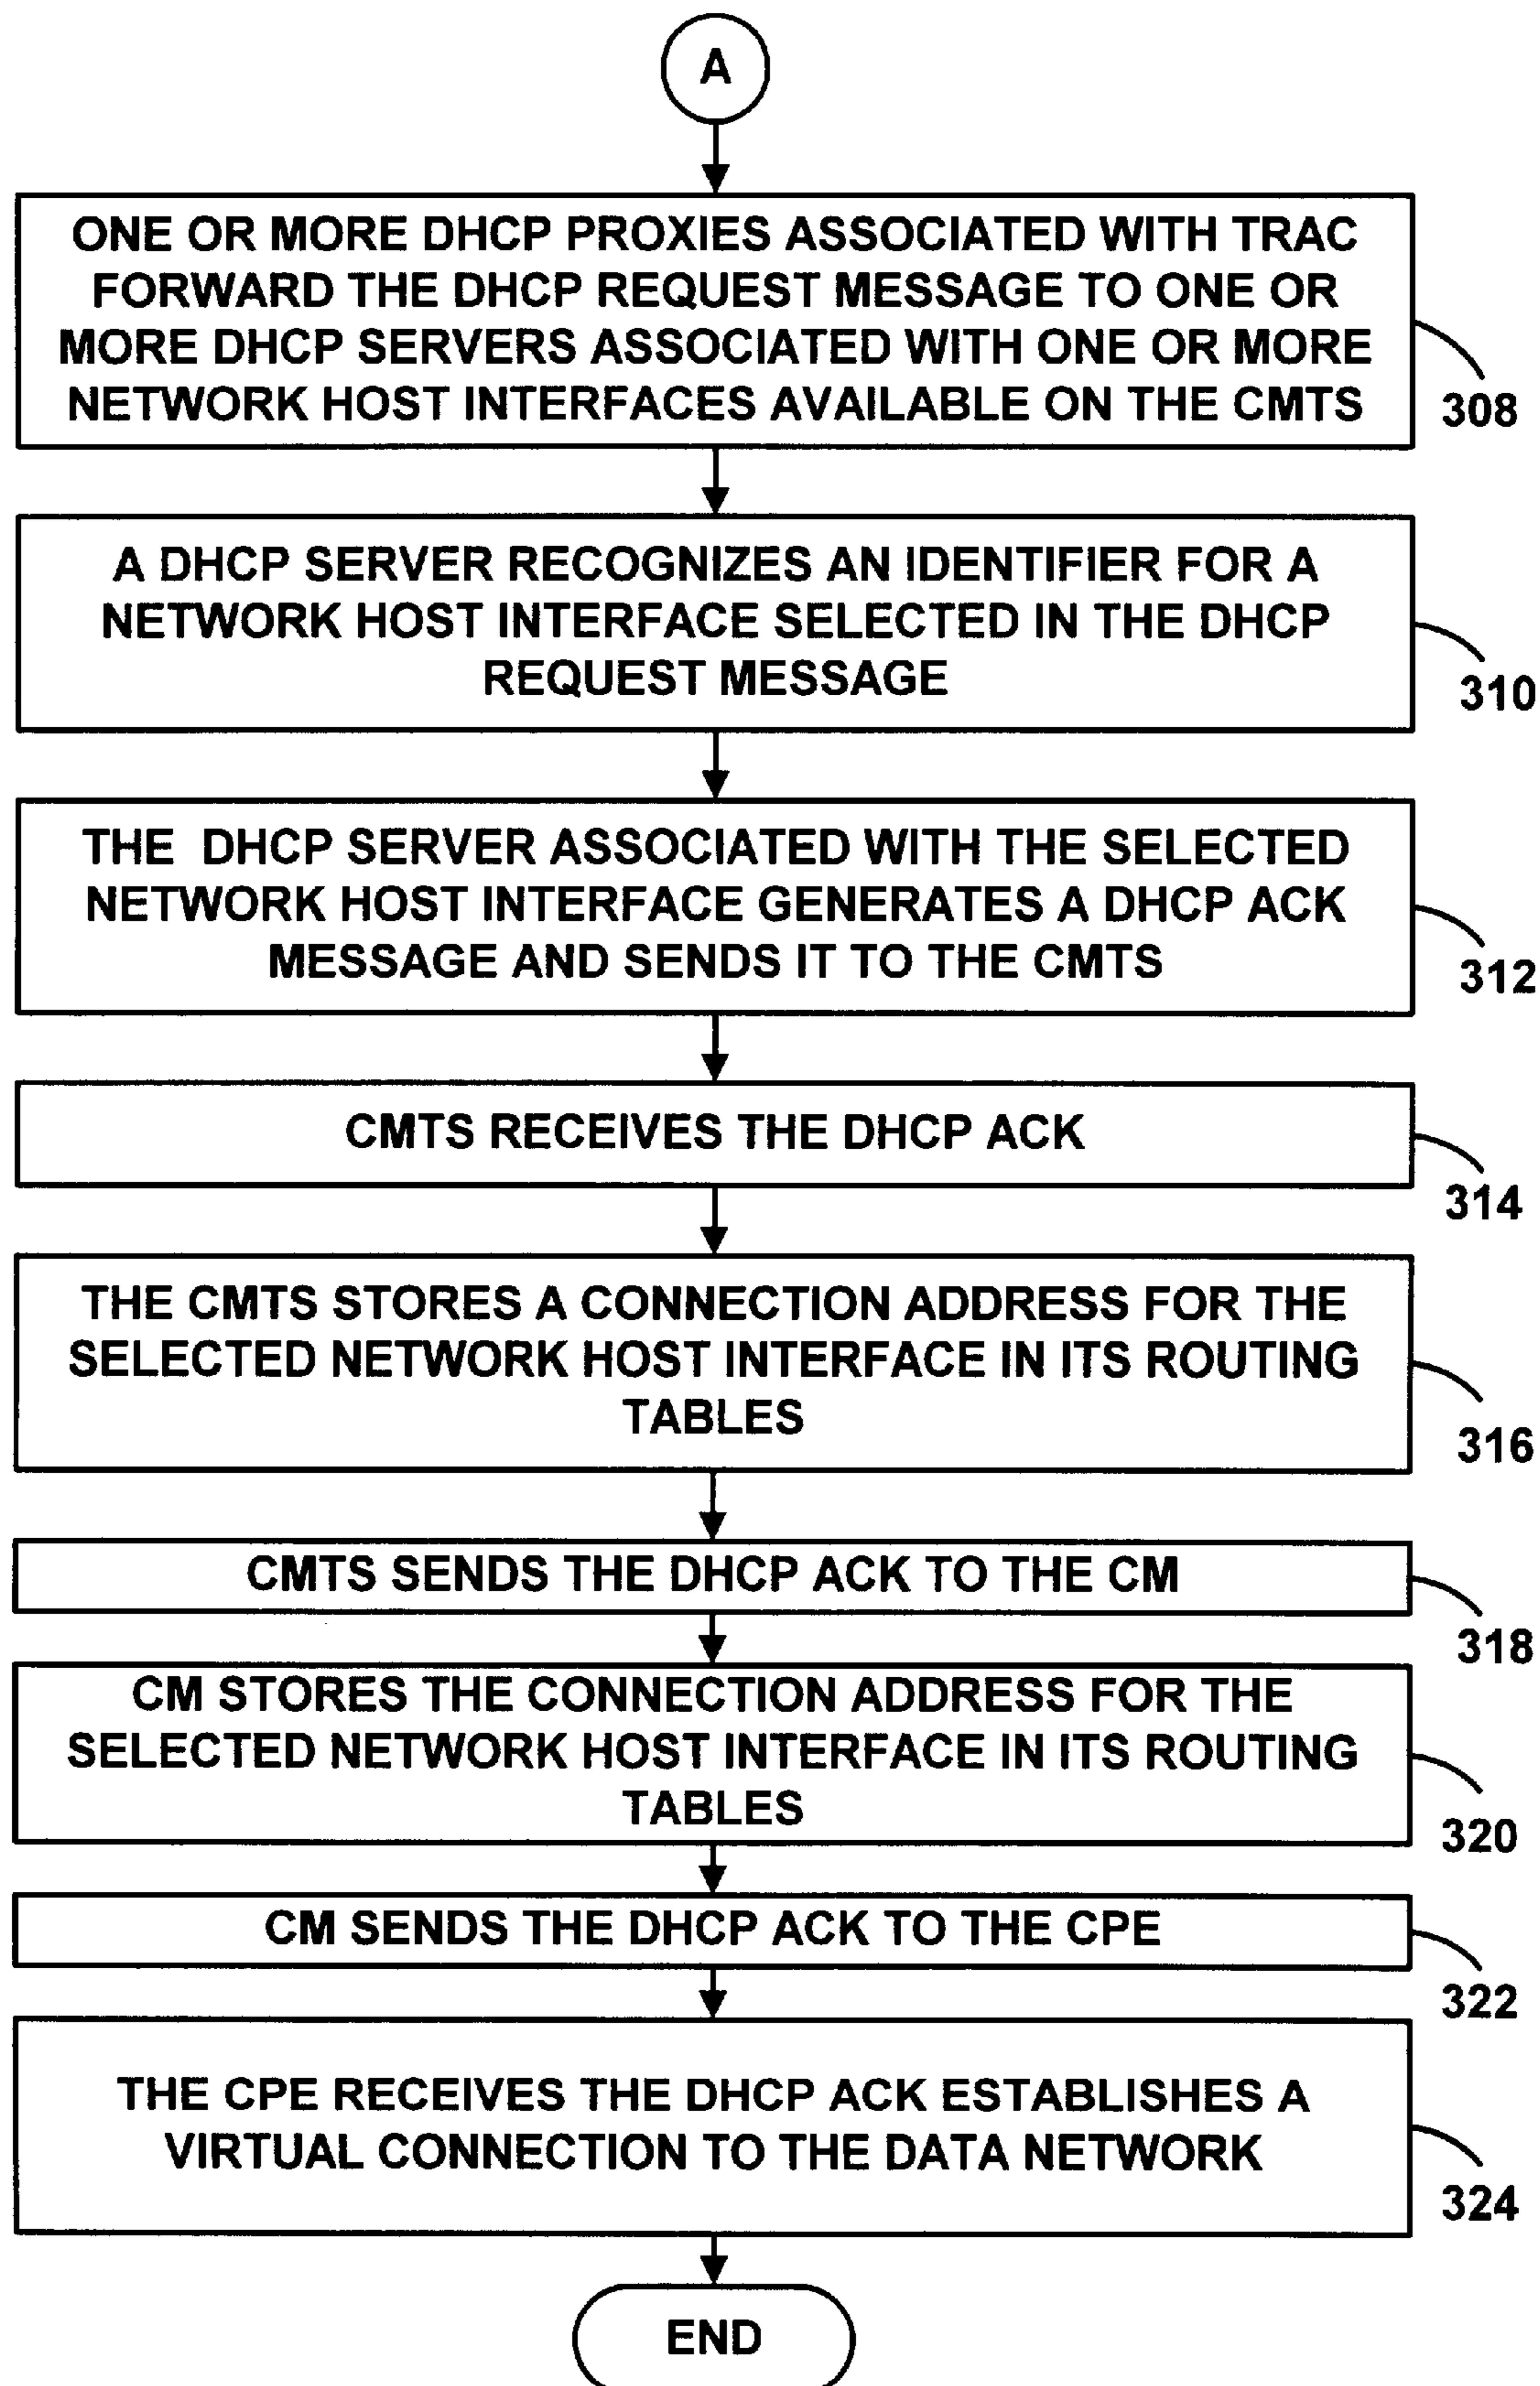 A
ONE OR MORE DHCP PROXIES ASSOCIATED WITH TRAC
FORWARD THE DHCP REQUEST MESSAGE TO ONE OR
MORE DHCP SERVERS ASSOCIATED WITH ONE OR MORE
NETWORK HOST INTERFACES AVAILABLE ON THE CMTS
308
A DHCP SERVER RECOGNIZES AN IDENTIFIER FOR A
NETWORK HOST INTERFACE SELECTED IN THE DHCP
REQUEST MESSAGE
310
THE DHCP SERVER ASSOCIATED WITH THE SELECTED
NETWORK HOST INTERFACE GENERATES A DHCP ACK
MESSAGE AND SENDS IT TO THE CMTS
312
CMTS RECEIVES THE DHCP ACK
314
THE CMTS STORES A CONNECTION ADDRESS FOR THE
SELECTED NETWORK HOST INTERFACE IN ITS ROUTING
TABLES
316
CMTS SENDS THE DHCP ACK TO THE CM
318
CM STORES THE CONNECTION ADDRESS FOR THE
SELECTED NETWORK HOST INTERFACE IN ITS ROUTING
TABLES
320
CM SENDS THE DHCP ACK TO THE CPE
322
THE CPE RECEIVES THE DHCP ACK ESTABLISHES A
VIRTUAL CONNECTION TO THE DATA NETWORK
324
END